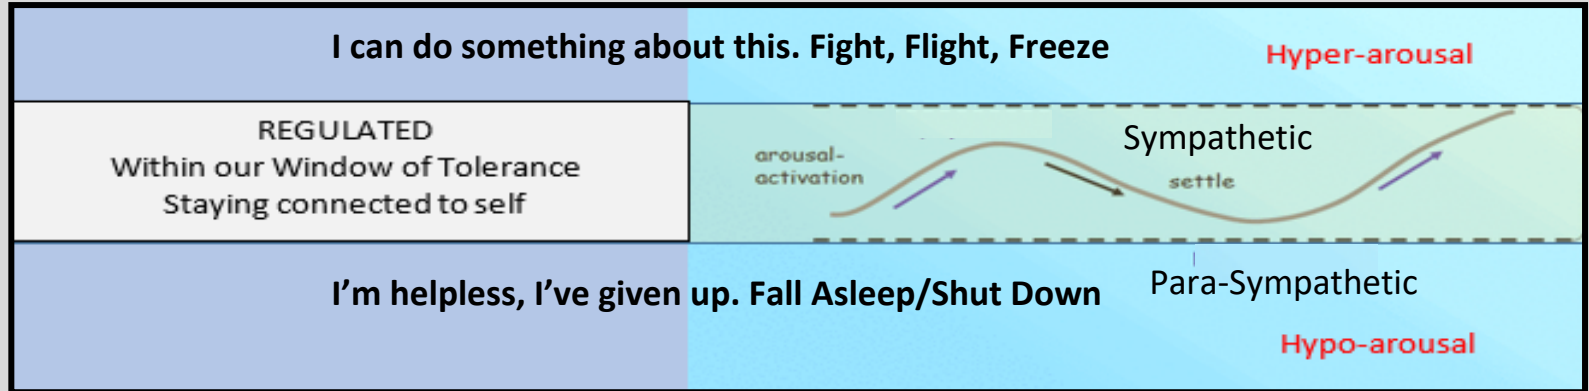 I can do something about this. Fight, Flight, Freeze
Hyper-arousal
REGULATED
Within our Window of Tolerance
Staying connected to self
arousal-
activation
Sympathetic
settle
I’m helpless, I’ve given up. Fall Asleep/Shut Down
Para-Sympathetic
Hypo-arousal